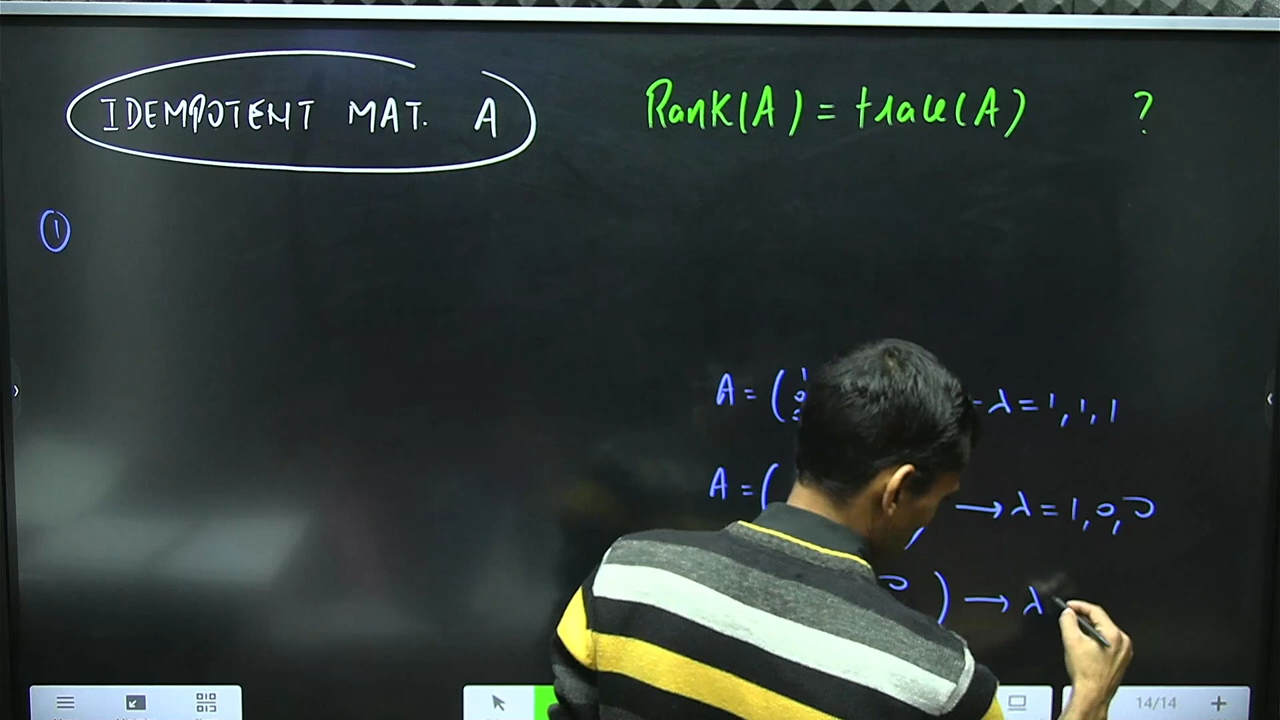 IDEMPOTENT MAT. A Rank(A) = trace(A) ?
①
A = ( λ = 1, 1, 1
A = ( → λ = 1, 0, 0
) → λ
14/14 +